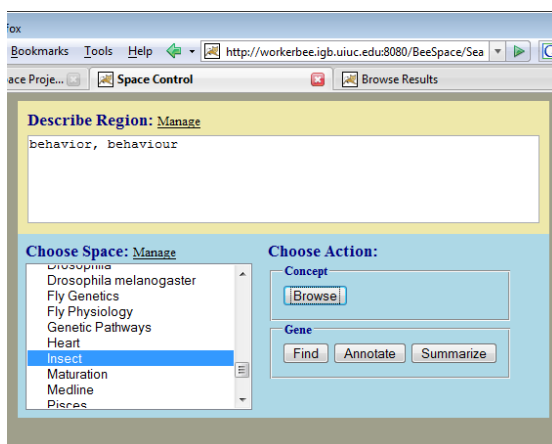 fox
Bookmarks Tools Help http://workerbee.igb.uiuc.edu:8080/BeeSpace/Sea
ace Proje... Space Control Browse Results
Describe Region: Manage
behavior, behaviour
Choose Space: Manage
Choose Action:
Drosophila
Drosophila melanogaster
Fly Genetics
Fly Physiology
Genetic Pathways
Heart
Insect
Maturation
Medline
Pisces
Concept
Browse
Gene
Find Annotate Summarize